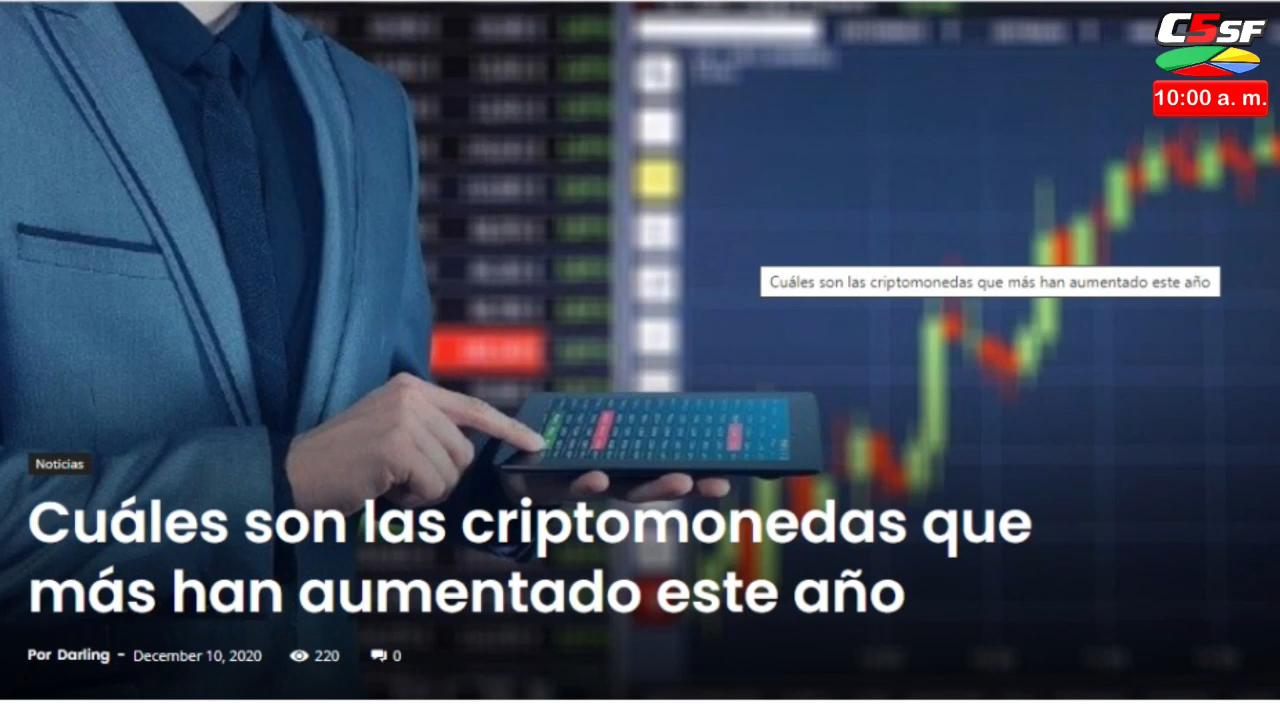 C5SF
10:00 a. m.
Cuáles son las criptomonedas que más han aumentado este año
Noticias
Cuáles son las criptomonedas que
más han aumentado este año
Por Darling - December 10, 2020 220 0